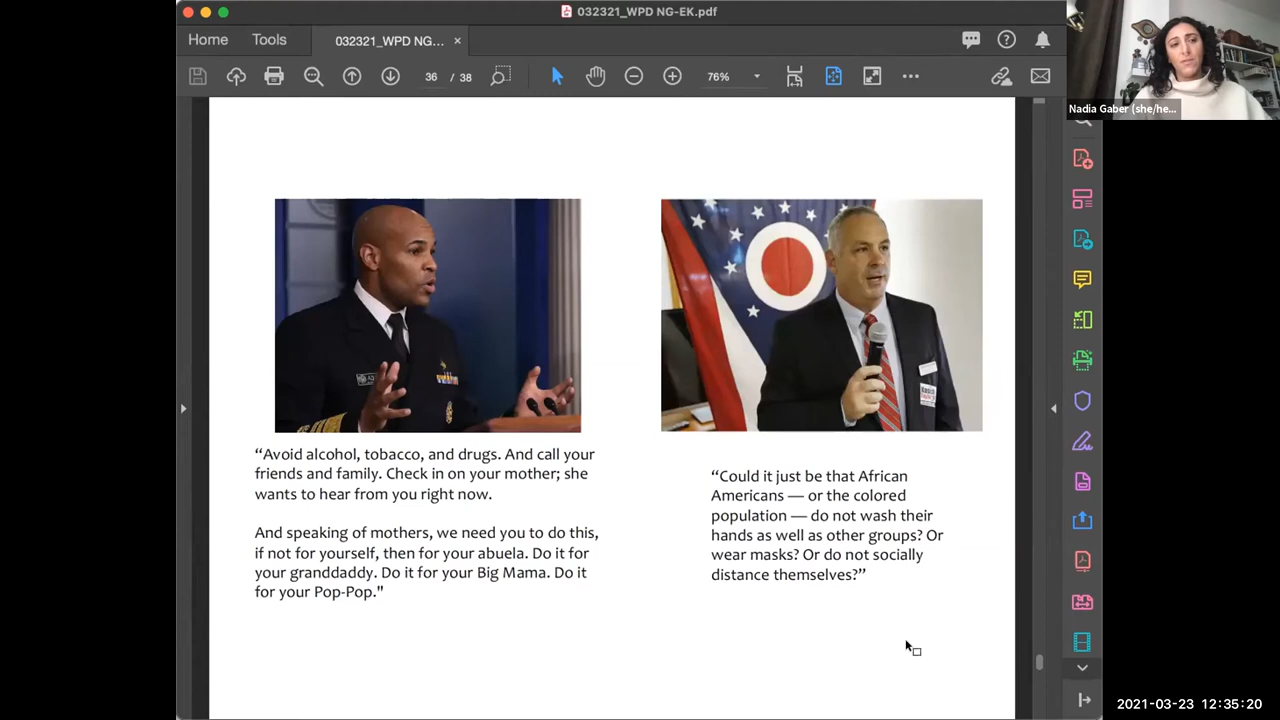 032321_WPD NG-EK.pdf
Home
Tools
032321_WPD NG...
36 / 38
76%
Nadia Gaber (she/he...
“Avoid alcohol, tobacco, and drugs. And call your
friends and family. Check in on your mother; she
wants to hear from you right now.
And speaking of mothers, we need you to do this,
if not for yourself, then for your abuela. Do it for
your granddaddy. Do it for your Big Mama. Do it
for your Pop-Pop."
“Could it just be that African
Americans — or the colored
population — do not wash their
hands as well as other groups? Or
wear masks? Or do not socially
distance themselves?”
2021-03-23 12:35:20